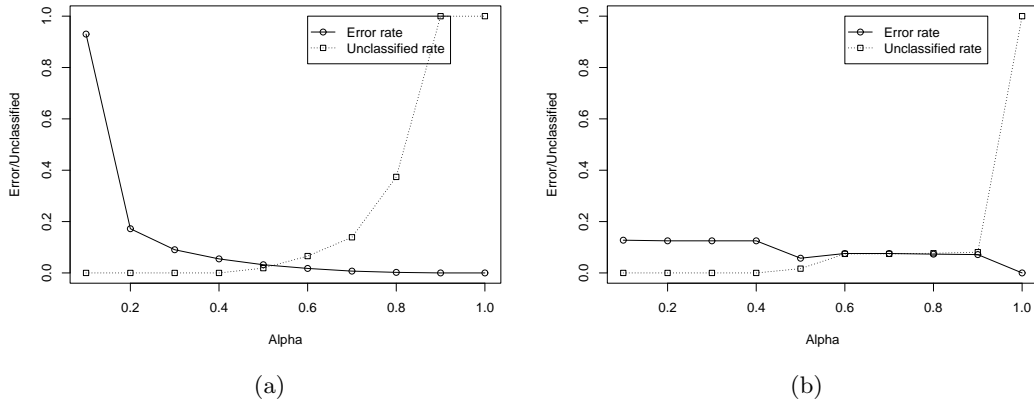 Error rate
Unclassified rate
Error/Unclassified
1.0
0.8
0.6
0.4
0.2
0.0
0.2 0.4 0.6 0.8 1.0
Alpha
(a)
Error rate
Unclassified rate
Error/Unclassified
1.0
0.8
0.6
0.4
0.2
0.0
0.2 0.4 0.6 0.8 1.0
Alpha
(b)